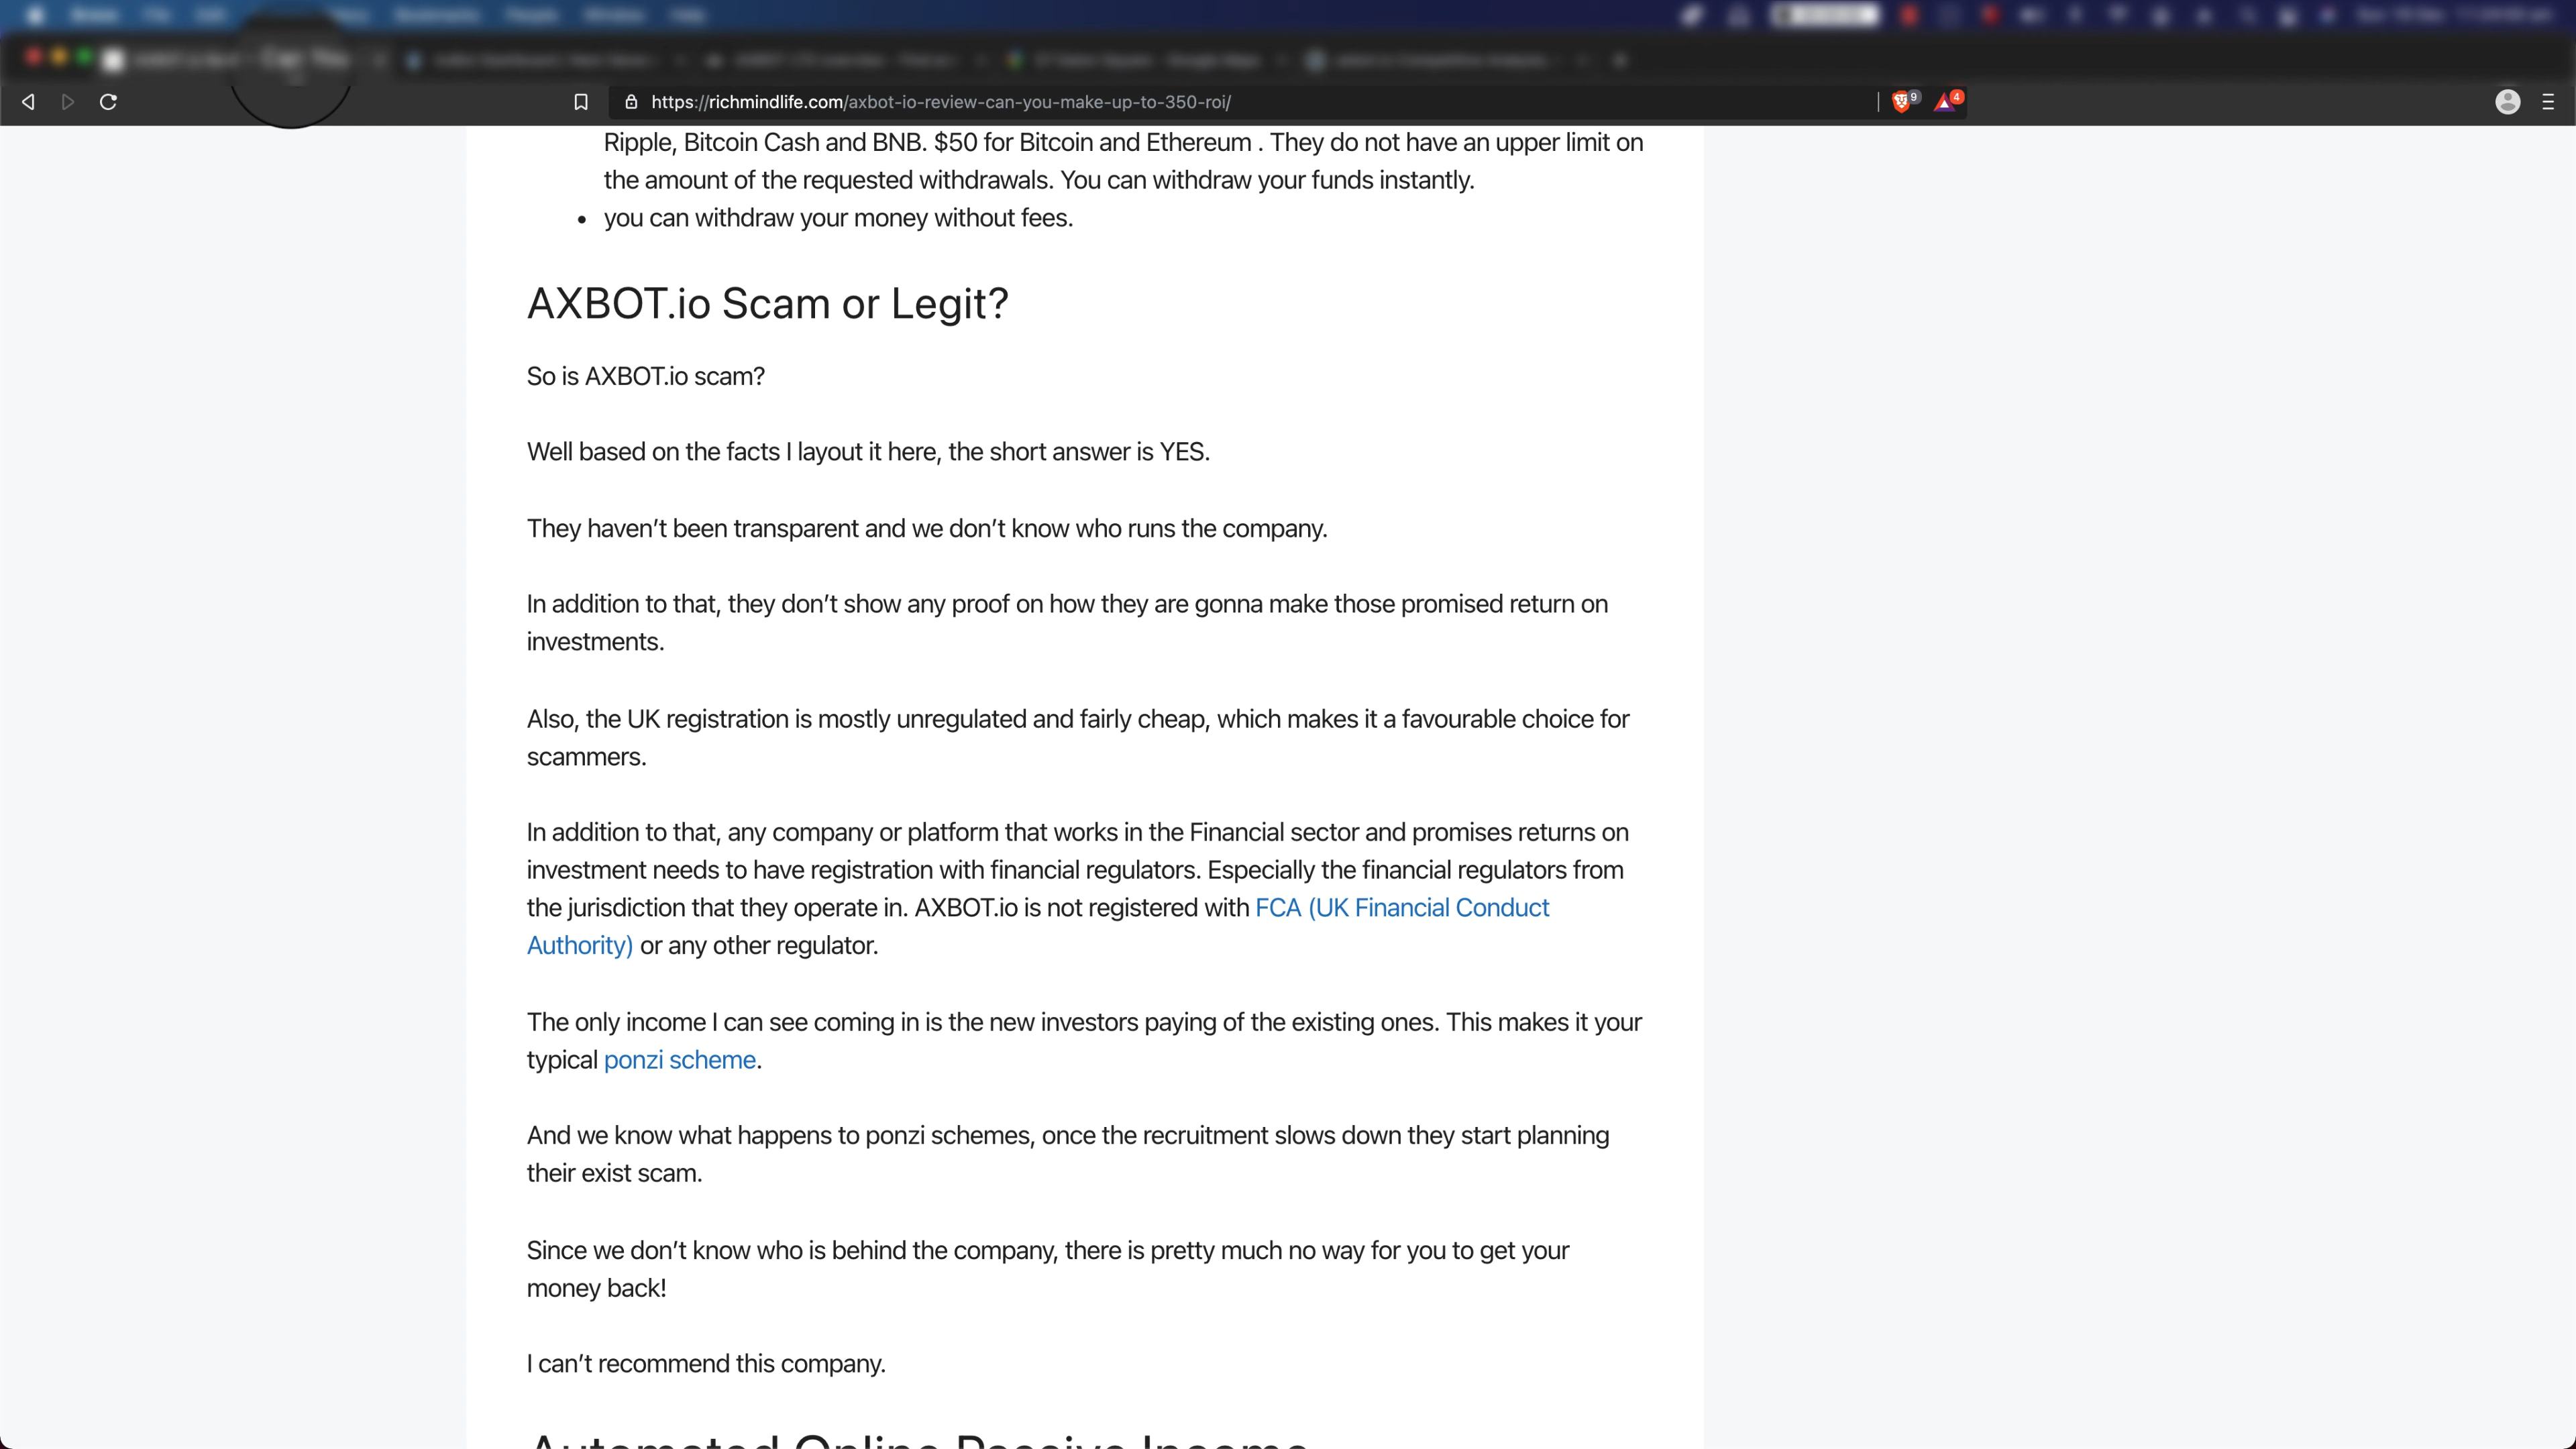 Can You
https://richmindlife.com/axbot-io-review-can-you-make-up-to-350-roi/
9
4
Ripple, Bitcoin Cash and BNB. $50 for Bitcoin and Ethereum . They do not have an upper limit on
the amount of the requested withdrawals. You can withdraw your funds instantly.
• you can withdraw your money without fees.
AXBOT.io Scam or Legit?
So is AXBOT.io scam?
Well based on the facts I layout it here, the short answer is YES.
They haven’t been transparent and we don’t know who runs the company.
In addition to that, they don’t show any proof on how they are gonna make those promised return on
investments.
Also, the UK registration is mostly unregulated and fairly cheap, which makes it a favourable choice for
scammers.
In addition to that, any company or platform that works in the Financial sector and promises returns on
investment needs to have registration with financial regulators. Especially the financial regulators from
the jurisdiction that they operate in. AXBOT.io is not registered with FCA (UK Financial Conduct
Authority) or any other regulator.
The only income I can see coming in is the new investors paying of the existing ones. This makes it your
typical ponzi scheme.
And we know what happens to ponzi schemes, once the recruitment slows down they start planning
their exist scam.
Since we don’t know who is behind the company, there is pretty much no way for you to get your
money back!
I can’t recommend this company.
Automated Online Passive Income